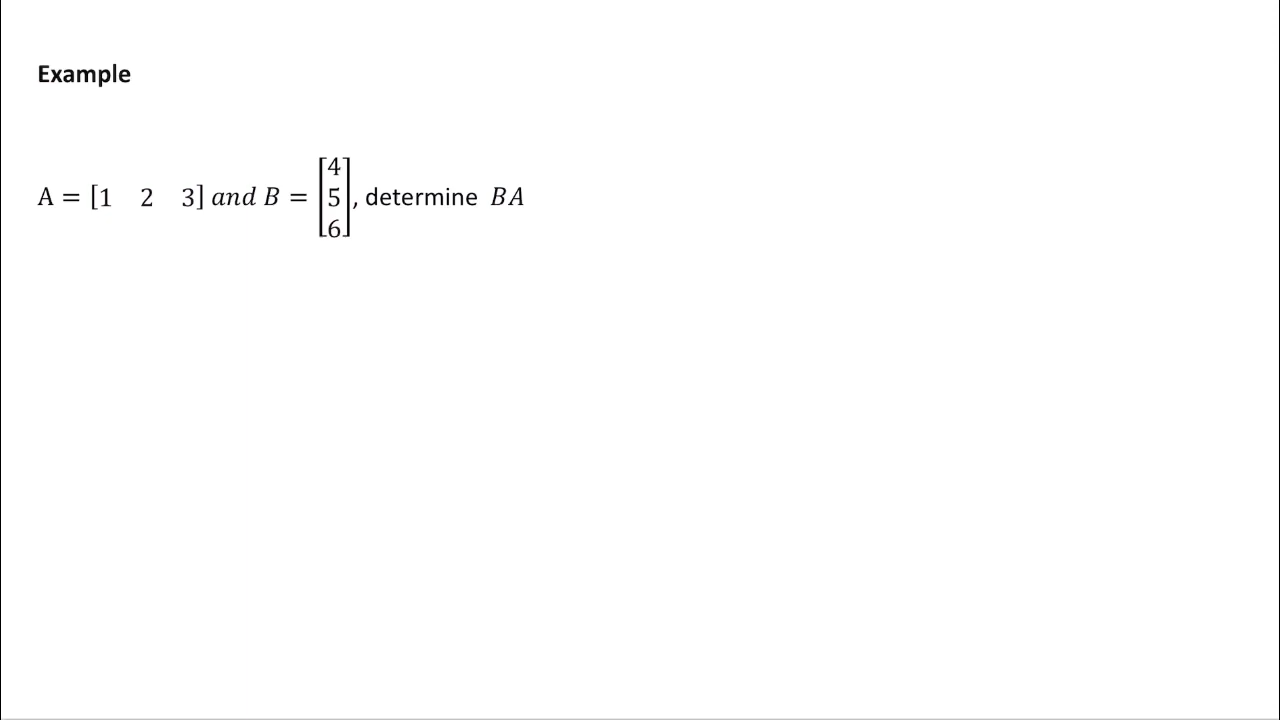 Example
A = [1 2 3] and B = [4 5 6], determine BA